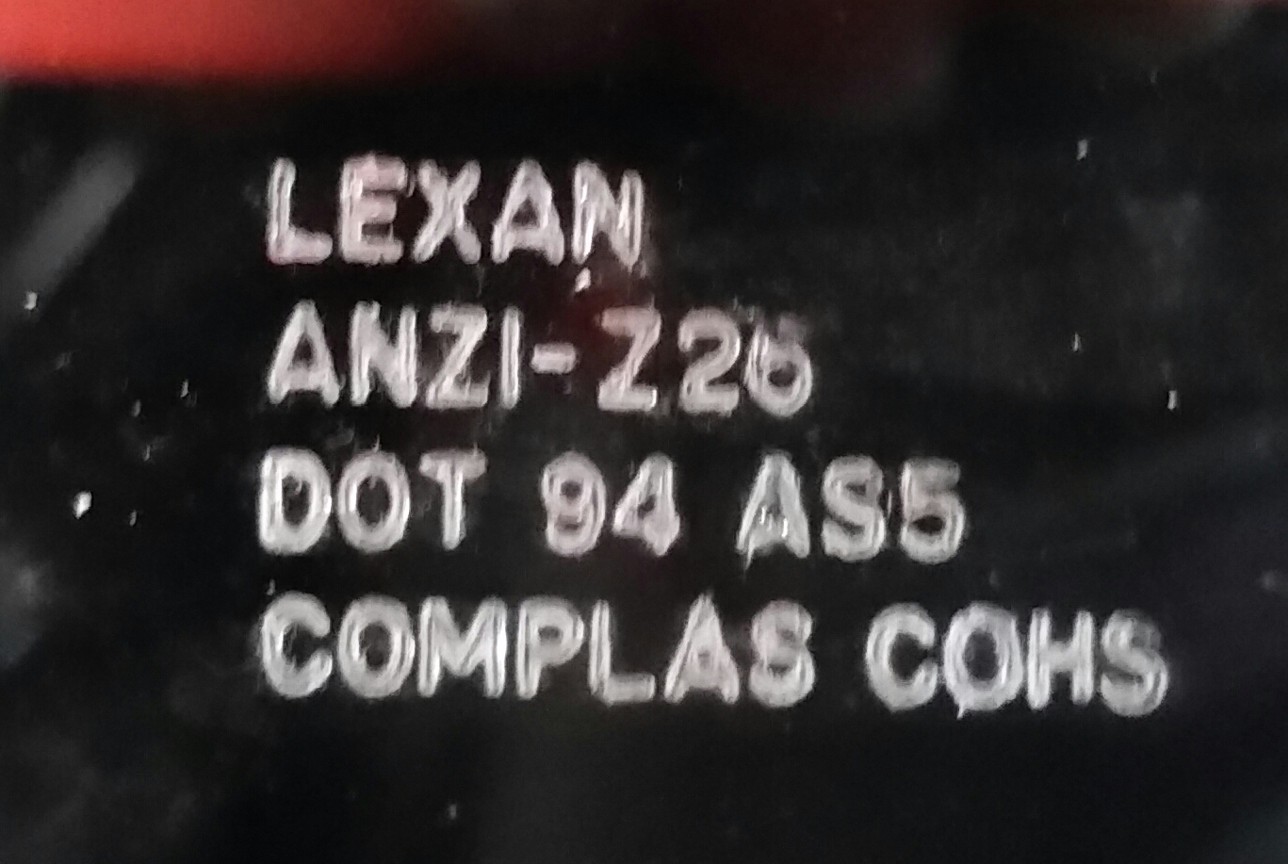 LEXAN
ANZI-Z26
DOT 94 AS5
COMPLAS COHS